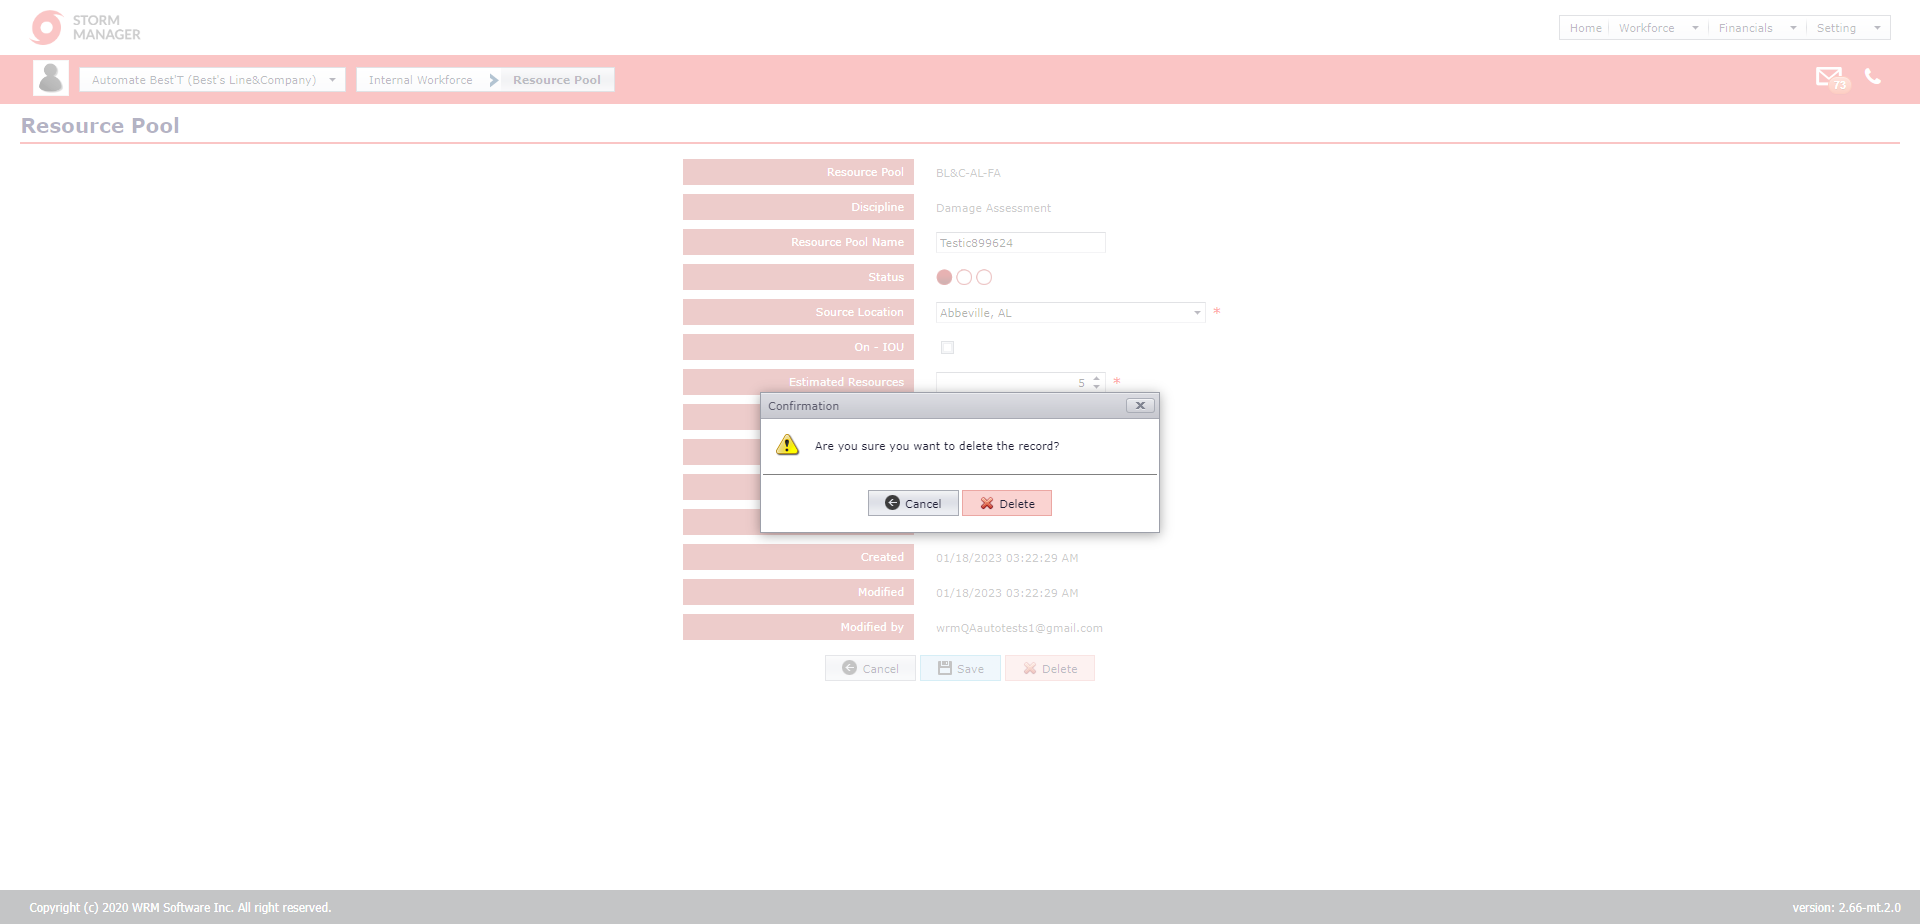 STORM
MANAGER
Home Workforce Financials Setting
Automate Best'T (Best's Line&Company) Internal Workforce Resource Pool
73
Resource Pool
Resource Pool BL&C-AL-FA
Discipline Damage Assessment
Resource Pool Name Testic899624
Status
Source Location Abbeville, AL *
On - IOU
Estimated Resources 5 *
Confirmation
Are you sure you want to delete the record?
Cancel Delete
Created 01/18/2023 03:22:29 AM
Modified 01/18/2023 03:22:29 AM
Modified by wrmQAautotests1@gmail.com
Cancel Save Delete
Copyright (c) 2020 WRM Software Inc. All right reserved.
version: 2.66-mt.2.0